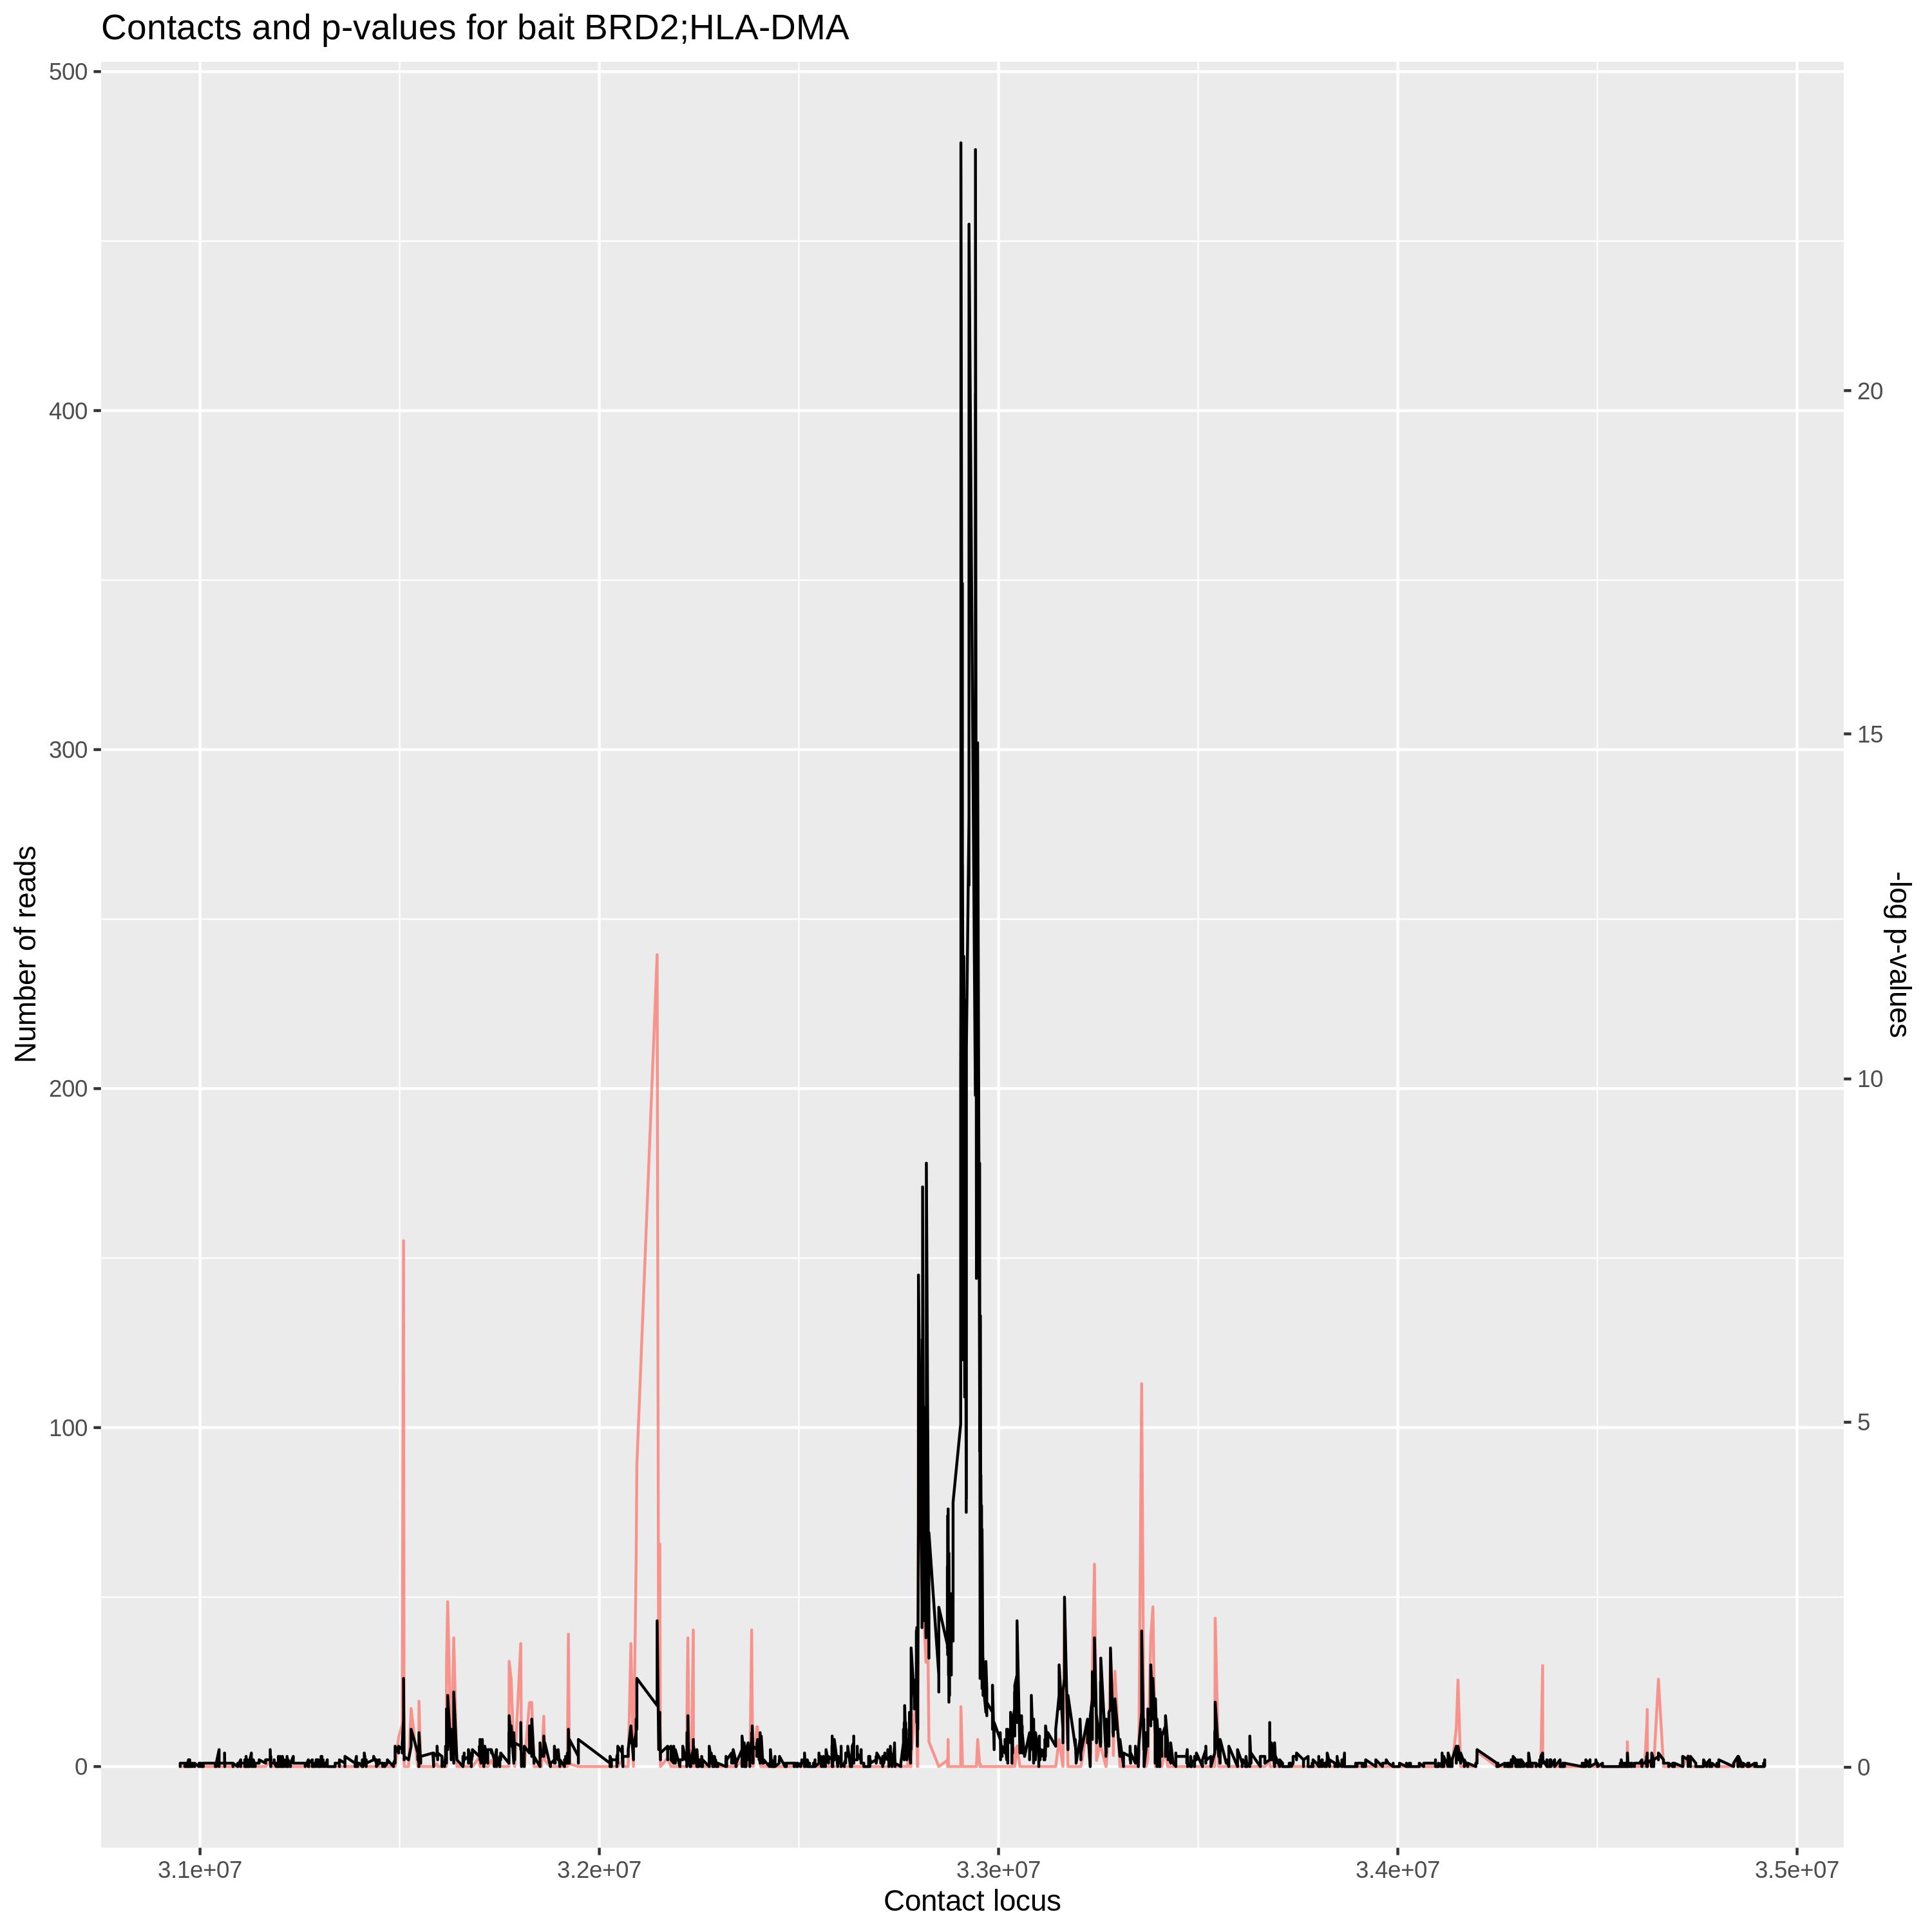 Contacts and p-values for bait BRD2;HLA-DMA
500
400
300
200
100
0
Number of reads
20
15
10
5
0
-log p-values
3.1e+07
3.2e+07
3.3e+07
3.4e+07
3.5e+07
Contact locus